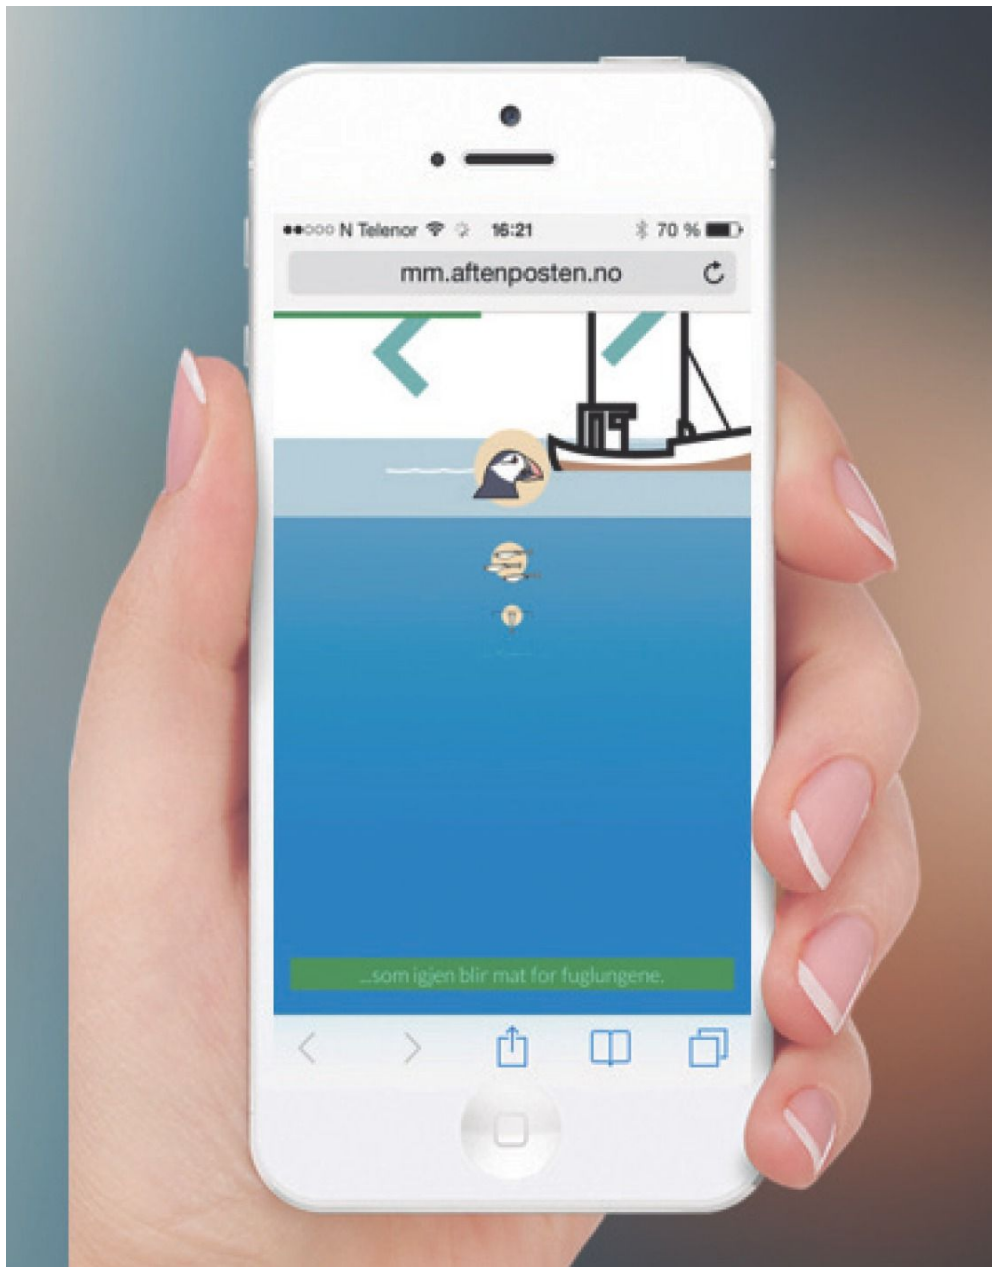 N Telenor 16:21 70 %
mm.aftenposten.no
...som igjen blir mat for fuglungene.